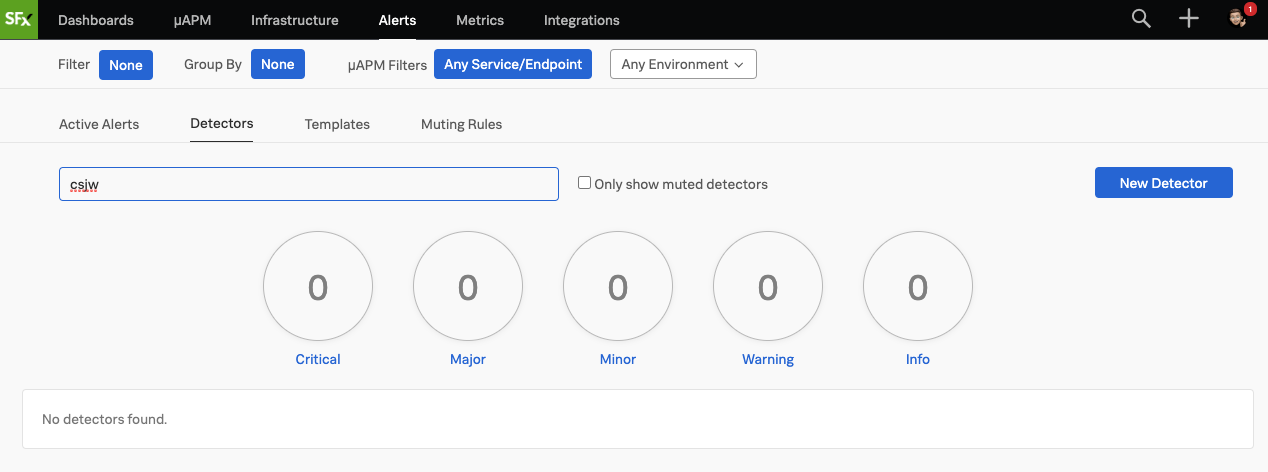 SFx Dashboards µAPM Infrastructure Alerts Metrics Integrations 1
Filter None Group By None µAPM Filters Any Service/Endpoint Any Environment
Active Alerts Detectors Templates Muting Rules
csjw Only show muted detectors New Detector
0 0 0 0 0
Critical Major Minor Warning Info
No detectors found.